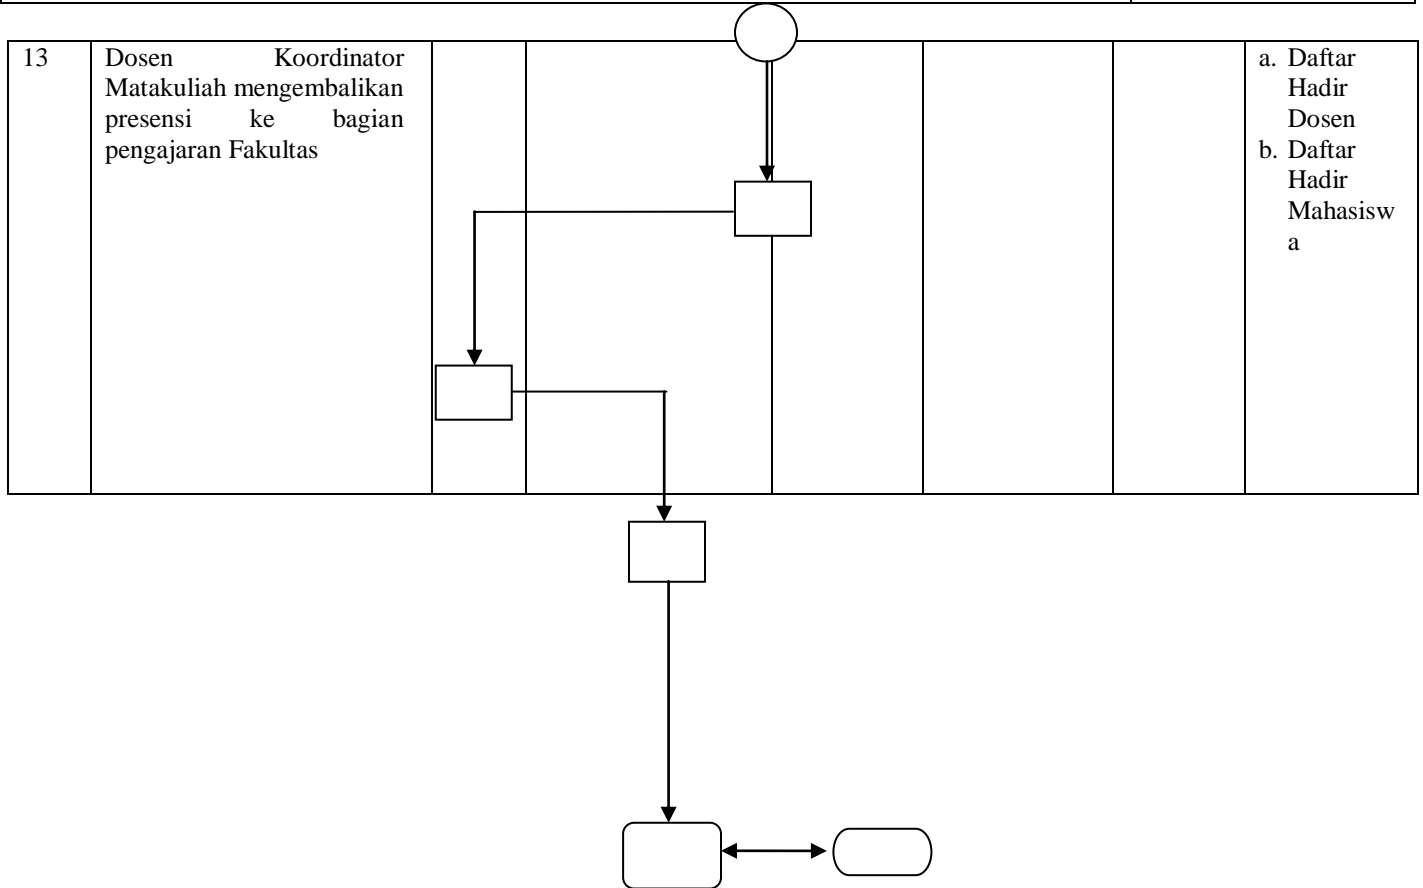 13
Dosen Koordinator
Matakuliah mengembalikan
presensi ke bagian
pengajaran Fakultas
a. Daftar
Hadir
Dosen
b. Daftar
Hadir
Mahasisw
a